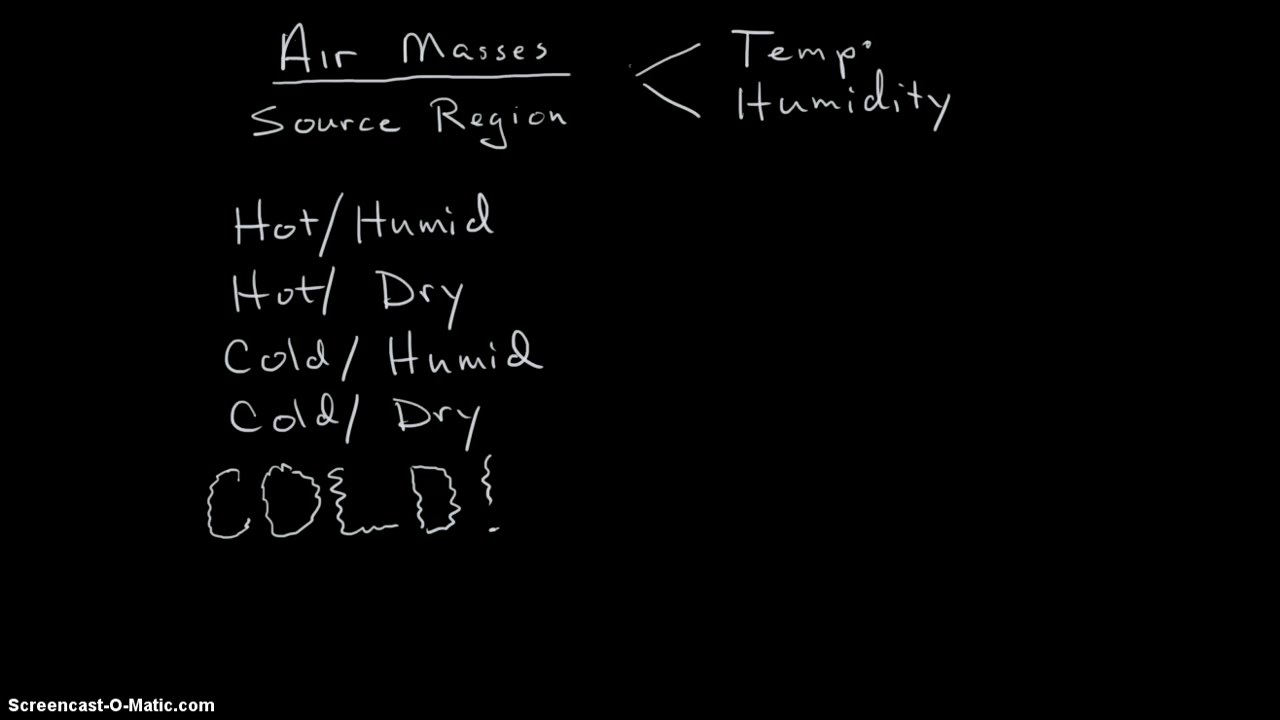 Air Masses
Temp.
Humidity
Source Region
Hot/Humid
Hot/ Dry
Cold/ Humid
Cold/ Dry
COLD!
Screencast-O-Matic.com